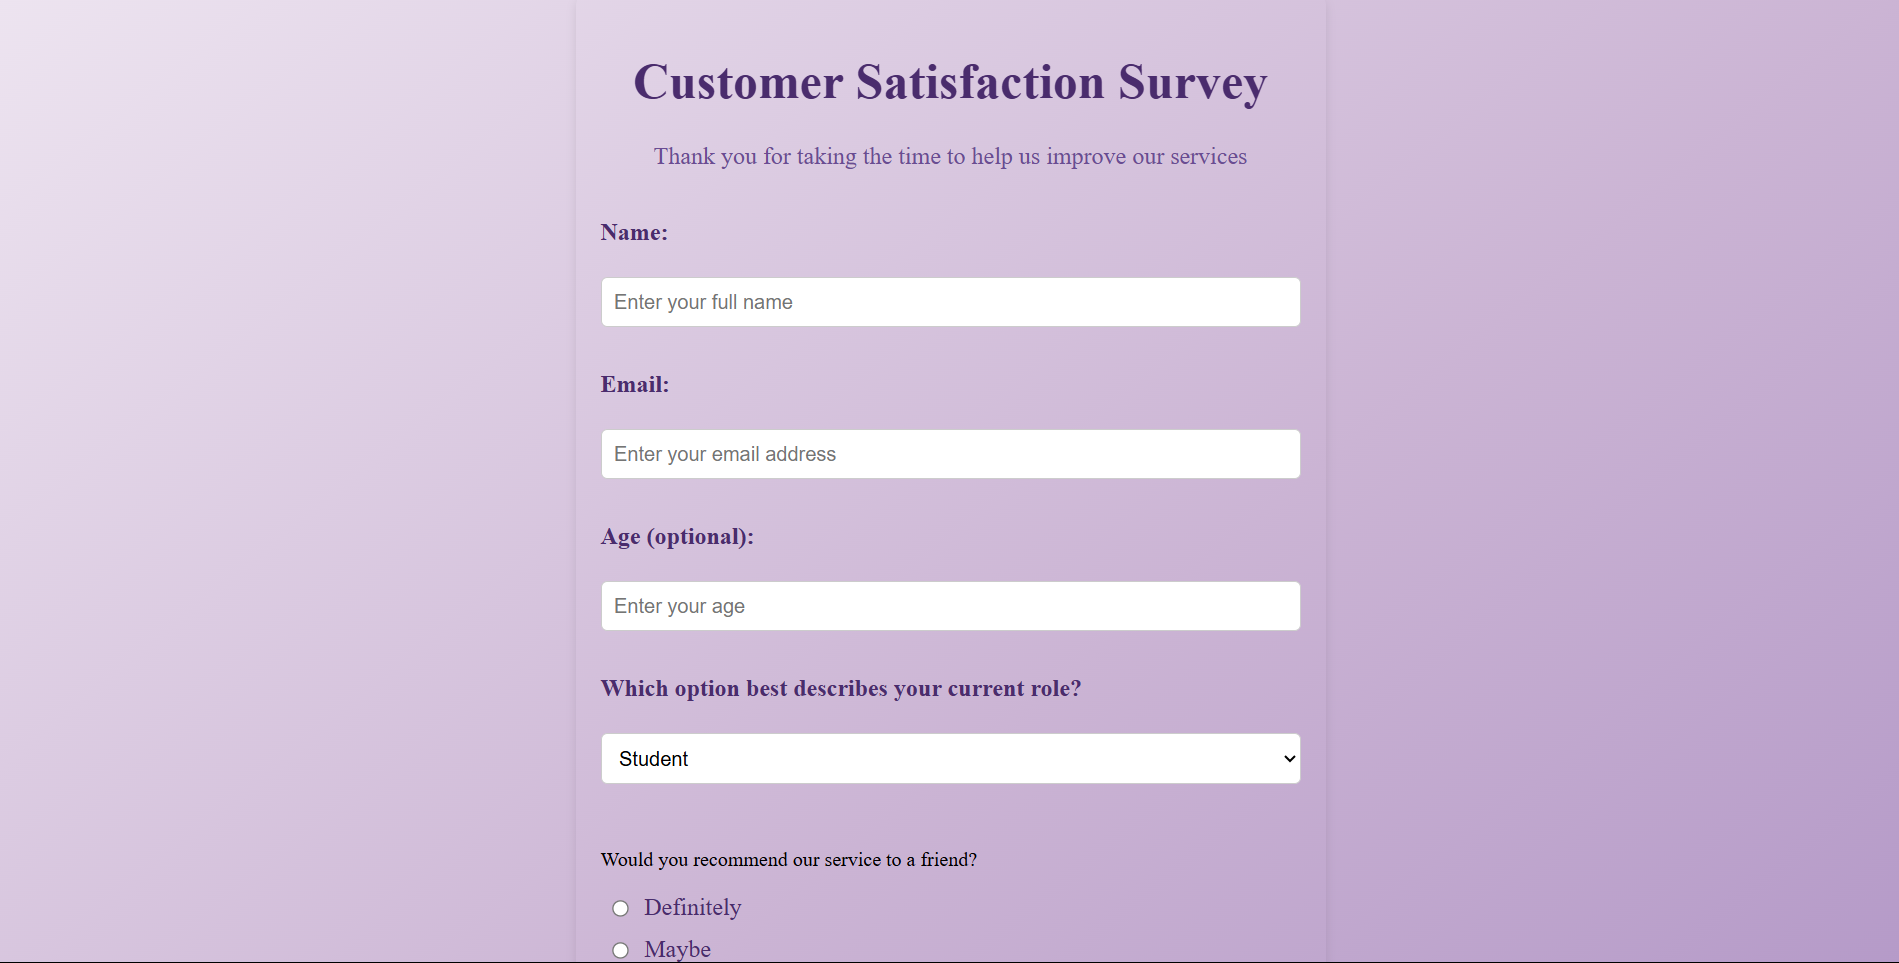 Customer Satisfaction Survey
Thank you for taking the time to help us improve our services
Name:
Enter your full name
Email:
Enter your email address
Age (optional):
Enter your age
Which option best describes your current role?
Student
Would you recommend our service to a friend?
Definitely
Maybe